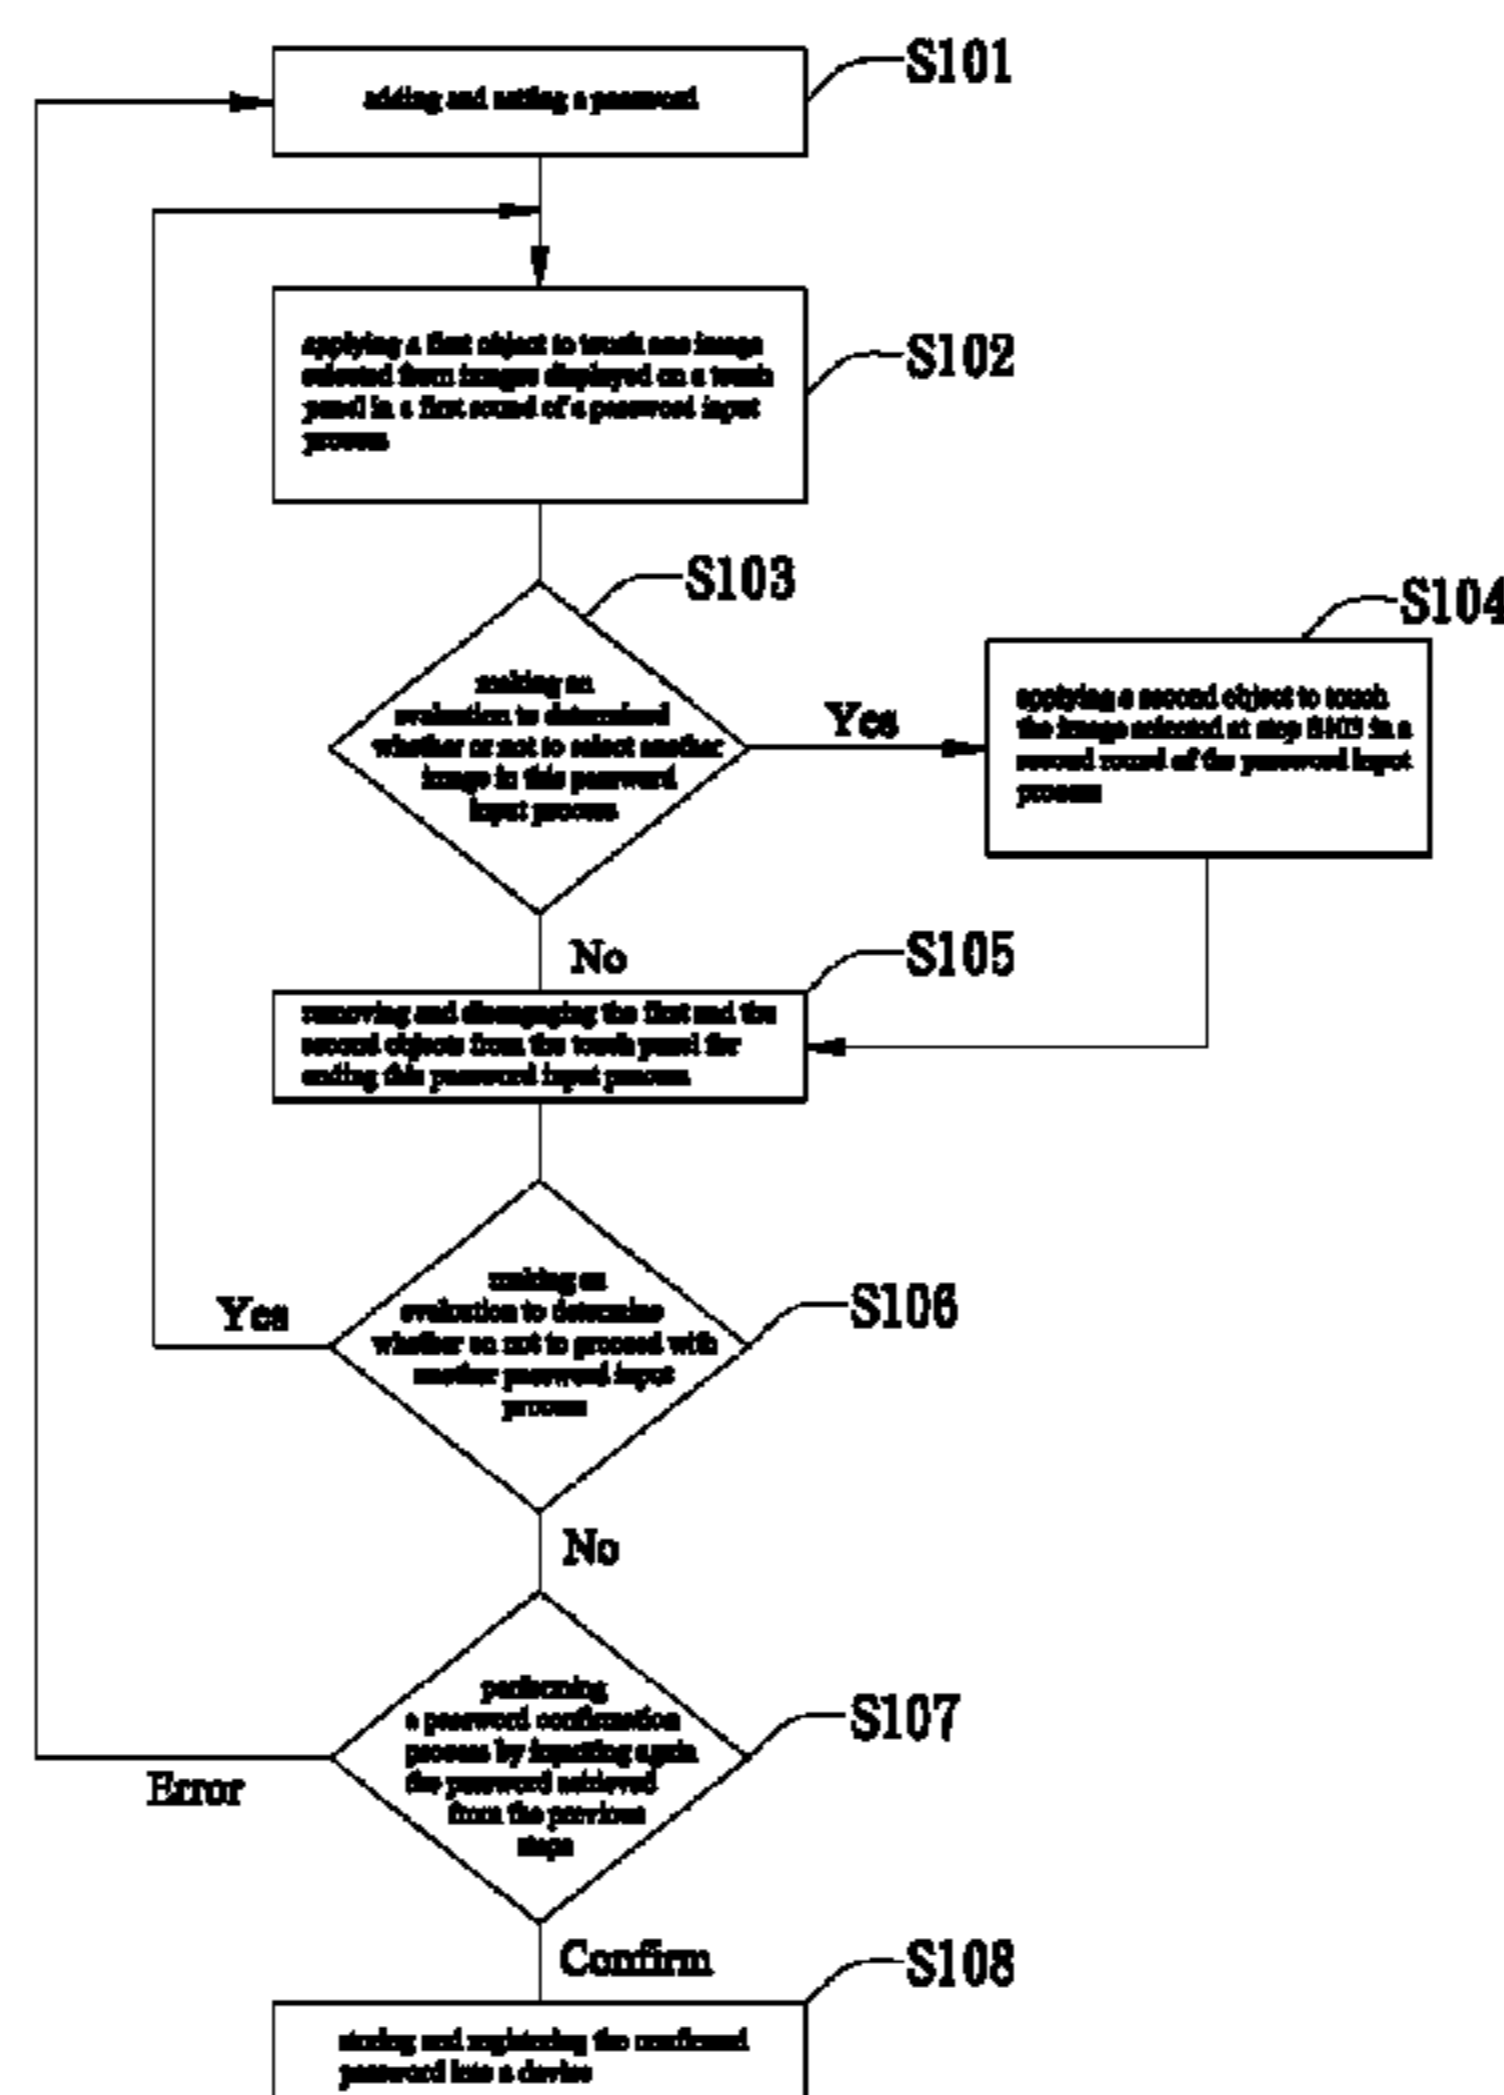 S101
adding and setting a password
S102
applying a first object to touch one image
selected from images displayed on a touch
panel in a first round of a password input
process
S103
making an
evaluation to determined
whether or not to select another
image in this password
input process
Yes
S104
applying a second object to touch
the image selected at step S103 in a
second round of the password input
process
No
S105
removing and disengaging the first and the
second objects from the touch panel for
ending this password input process
S106
making an
evaluation to determine
whether or not to proceed with
another password input
process
Yes
No
S107
performing
a password confirmation
process by inputting again
the password retrieved
from the previous
steps
Error
Confirm
S108
storing and registering the confirmed
password into a device